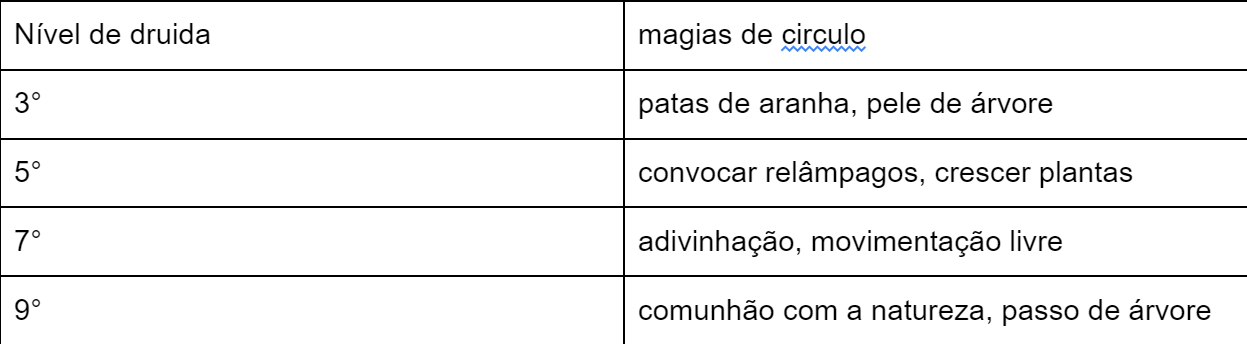 Nível de druida magias de circulo
3° patas de aranha, pele de árvore
5° convocar relâmpagos, crescer plantas
7° adivinhação, movimentação livre
9° comunhão com a natureza, passo de árvore